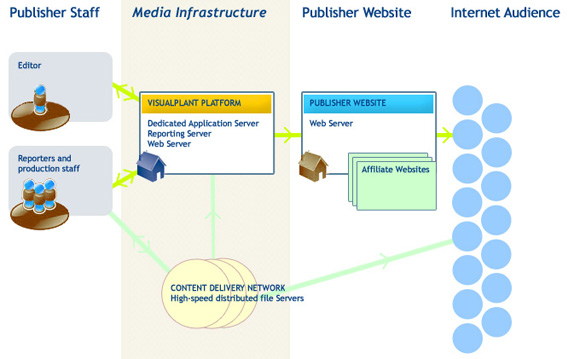 Publisher Staff
Media Infrastructure
Publisher Website
Internet Audience
Editor
Reporters and
production staff
VISUALPLANT PLATFORM
Dedicated Application Server
Reporting Server
Web Server
PUBLISHER WEBSITE
Web Server
Affiliate Websites
CONTENT DELIVERY NETWORK
High-speed distributed file Servers